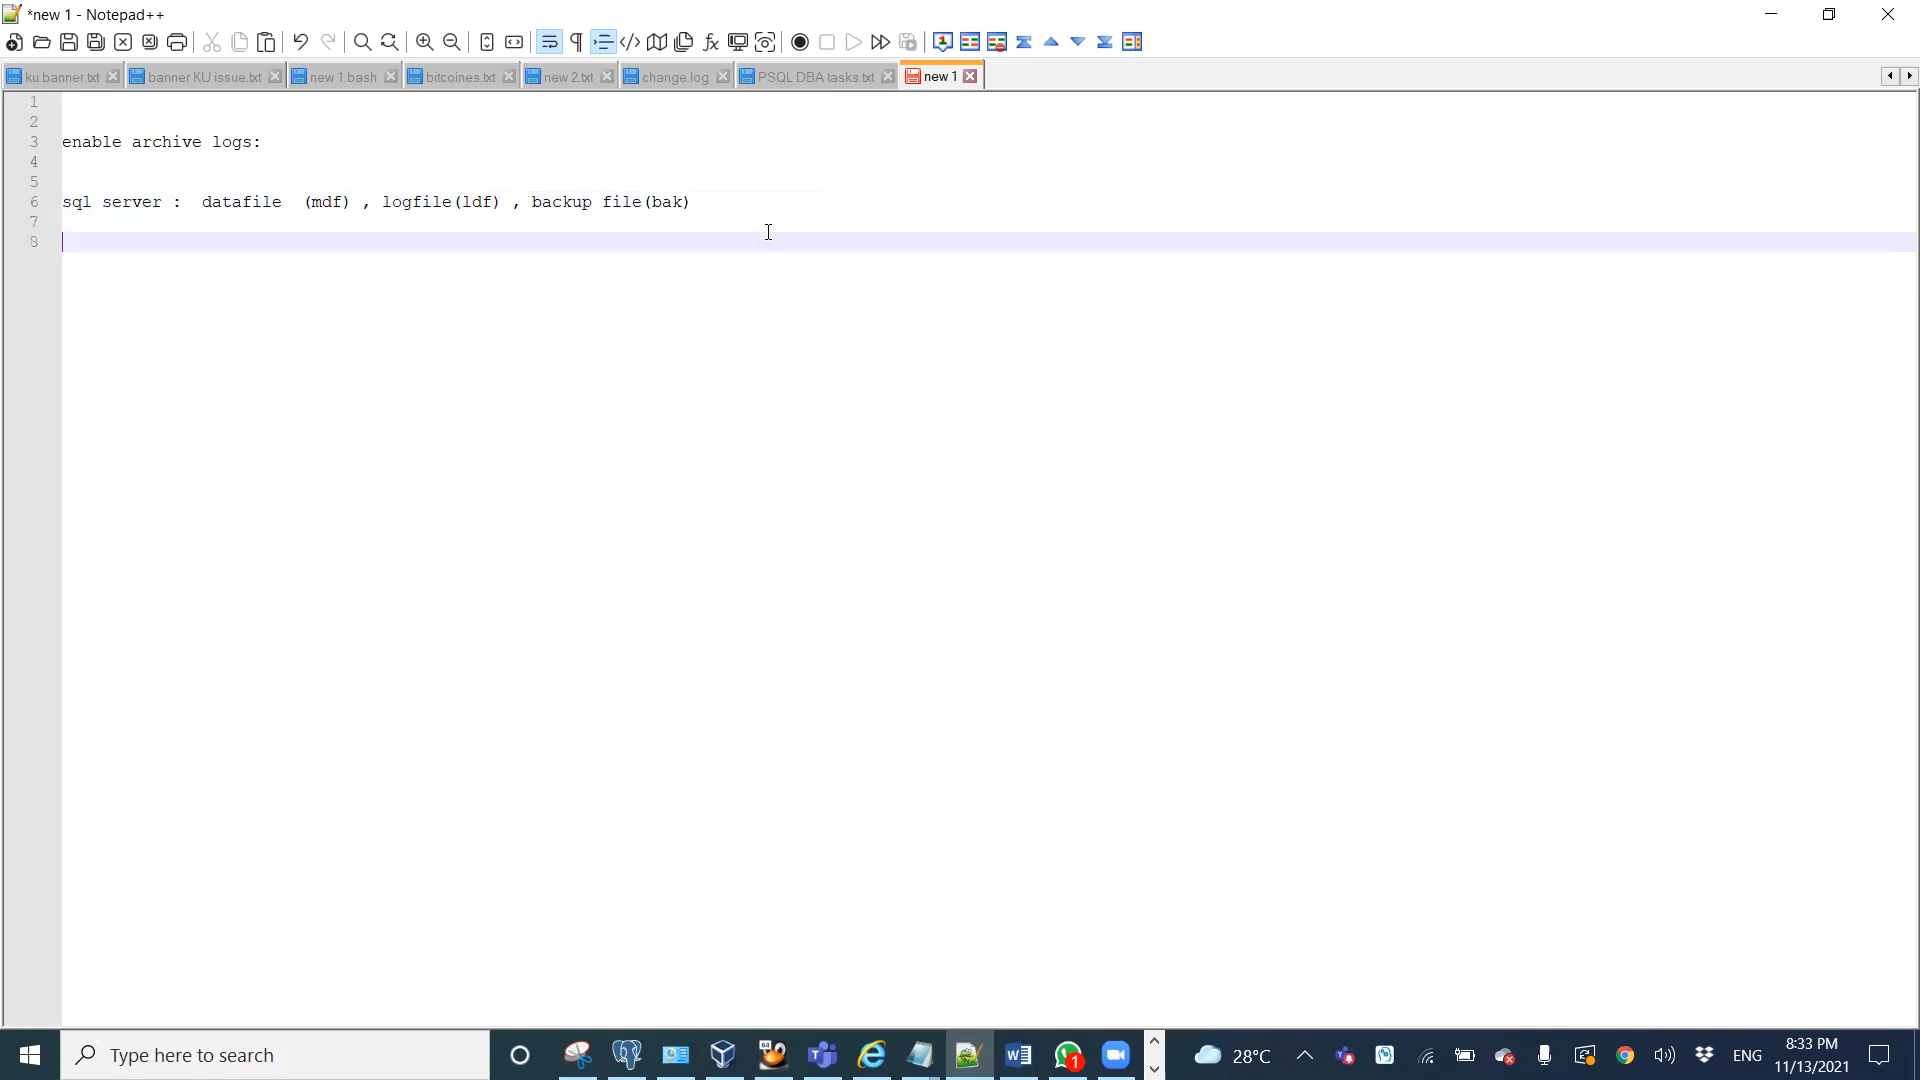 *new 1 - Notepad++
ku banner.txt banner KU issue.txt new 1.bash bitcoines.txt new 2.txt change.log PSQL DBA tasks.txt new 1
1
2
3 enable archive logs:
4
5
6 sql server :  datafile  (mdf) , logfile(ldf) , backup file(bak)
7
8
Type here to search
28°C
ENG
8:33 PM
11/13/2021